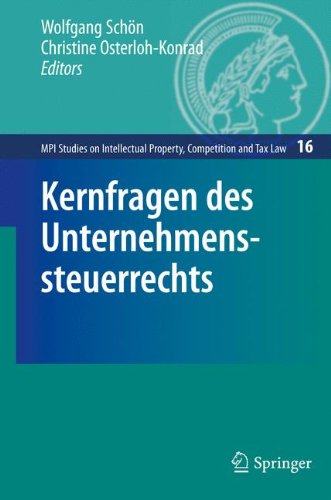 Wolfgang Schön
Christine Osterloh-Konrad
Editors
MPI Studies on Intellectual Property, Competition and Tax Law 16
Kernfragen des
Unternehmens-
steuerrechts
Springer